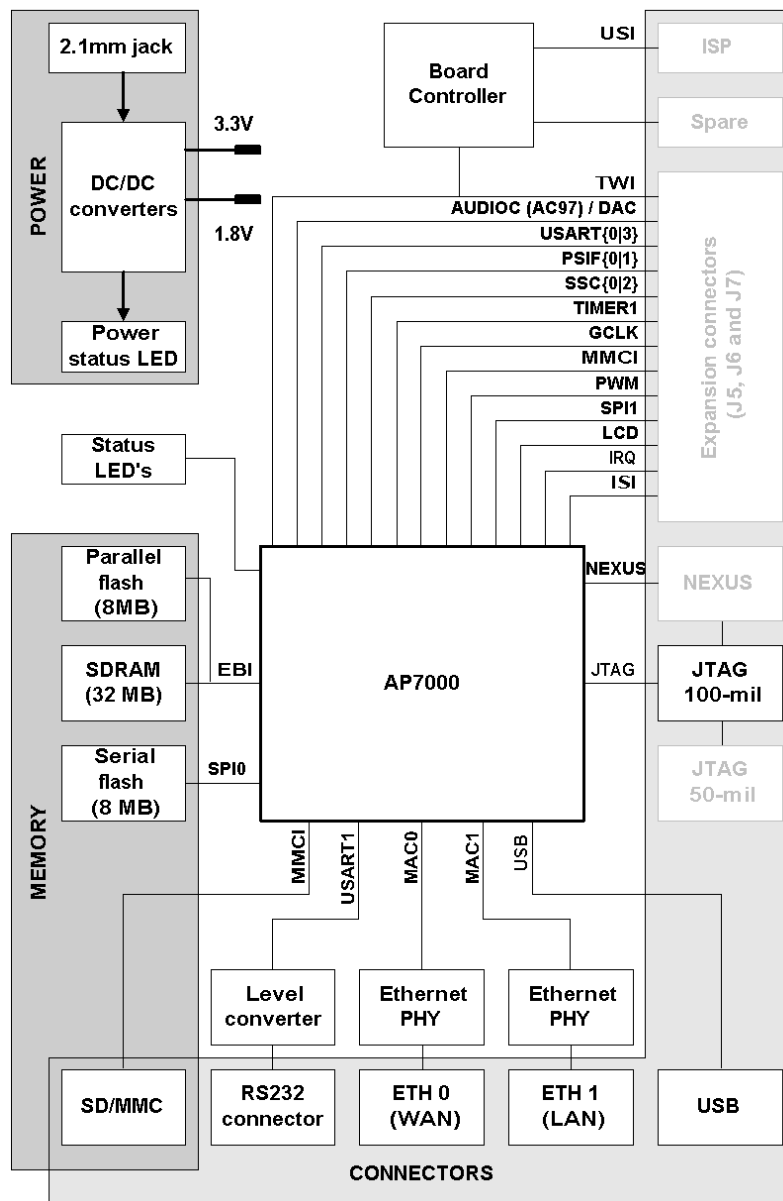 2.1mm jack
POWER
DC/DC
converters
3.3V
1.8V
Power
status LED
Board
Controller
USI
ISP
Spare
TWI
AUDIOC (AC97) / DAC
USART{0|3}
PSIF{0|1}
SSC{0|2}
TIMER1
GCLK
MMCI
PWM
SPI1
LCD
IRQ
ISI
Expansion connectors
(J5, J6 and J7)
Status
LED's
MEMORY
Parallel
flash
(8MB)
SDRAM
(32 MB)
Serial
flash
(8 MB)
EBI
SPI0
AP7000
NEXUS
NEXUS
JTAG
JTAG
100-mil
JTAG
50-mil
MMCI
USART1
MAC0
MAC1
USB
Level
converter
Ethernet
PHY
Ethernet
PHY
SD/MMC
RS232
connector
ETH 0
(WAN)
ETH 1
(LAN)
USB
CONNECTORS